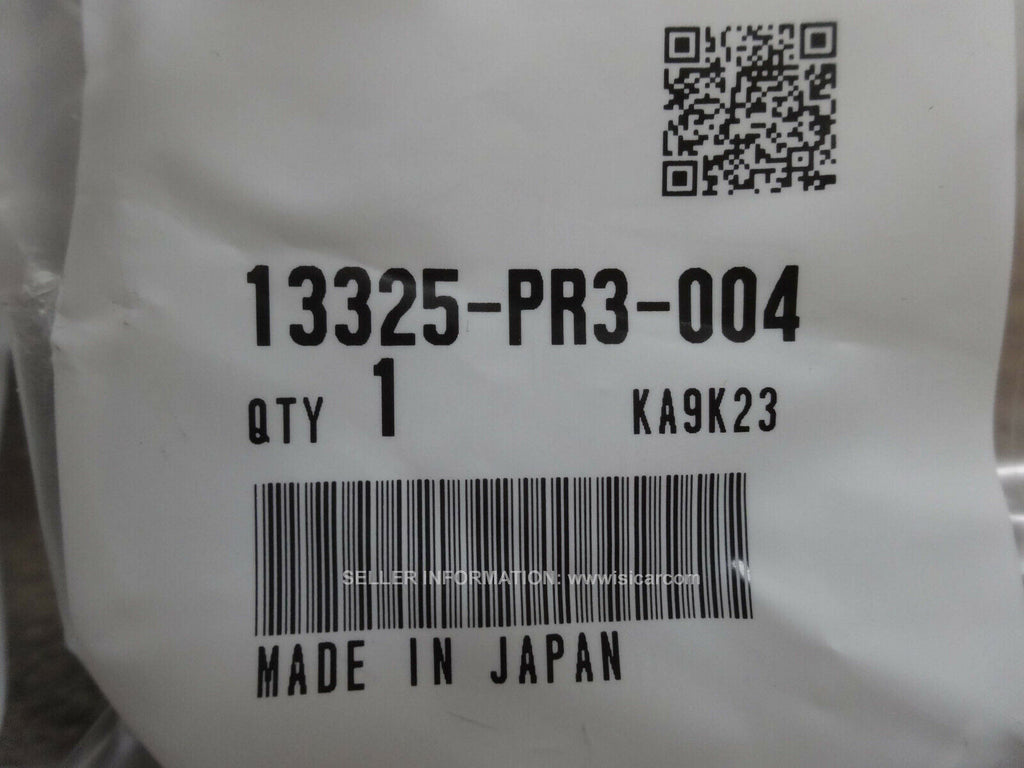 13325-PR3-004
QTY 1 KA9K23
SELLER INFORMATION: wwwisicarcom
MADE IN JAPAN